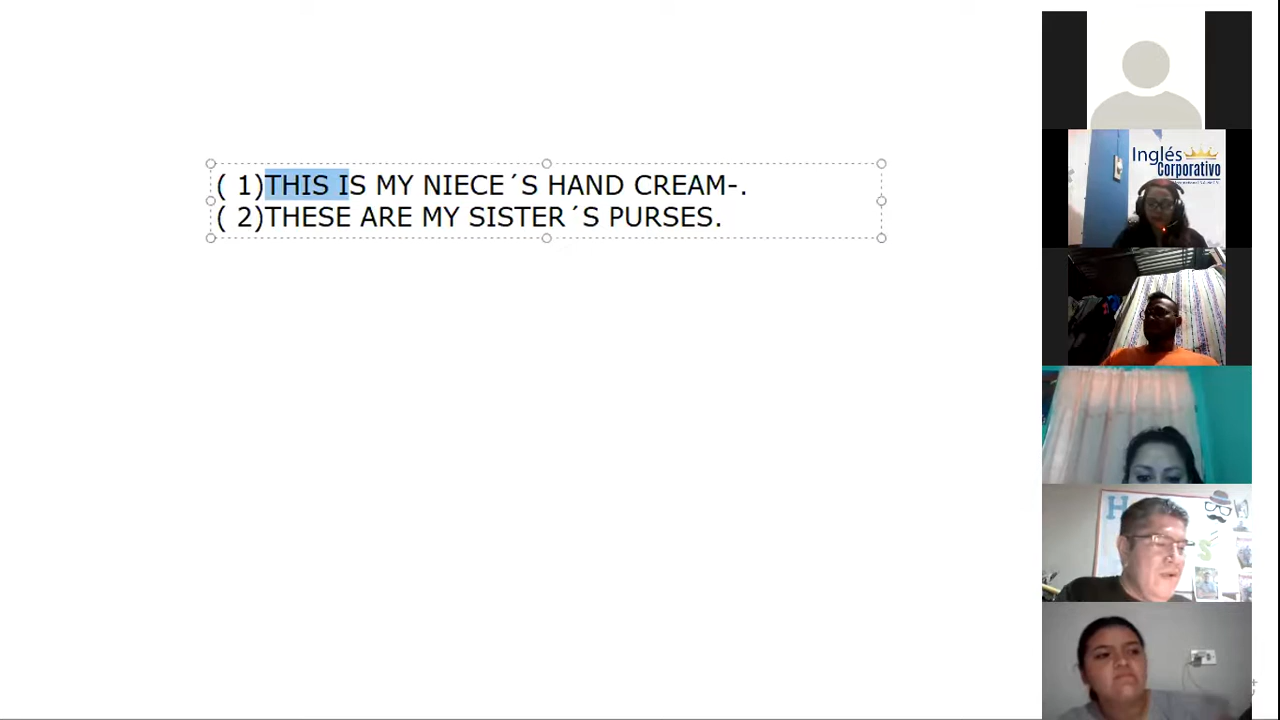 ( 1)THIS IS MY NIECE´S HAND CREAM-.
( 2)THESE ARE MY SISTER´S PURSES.
Inglés
Corporativo
H